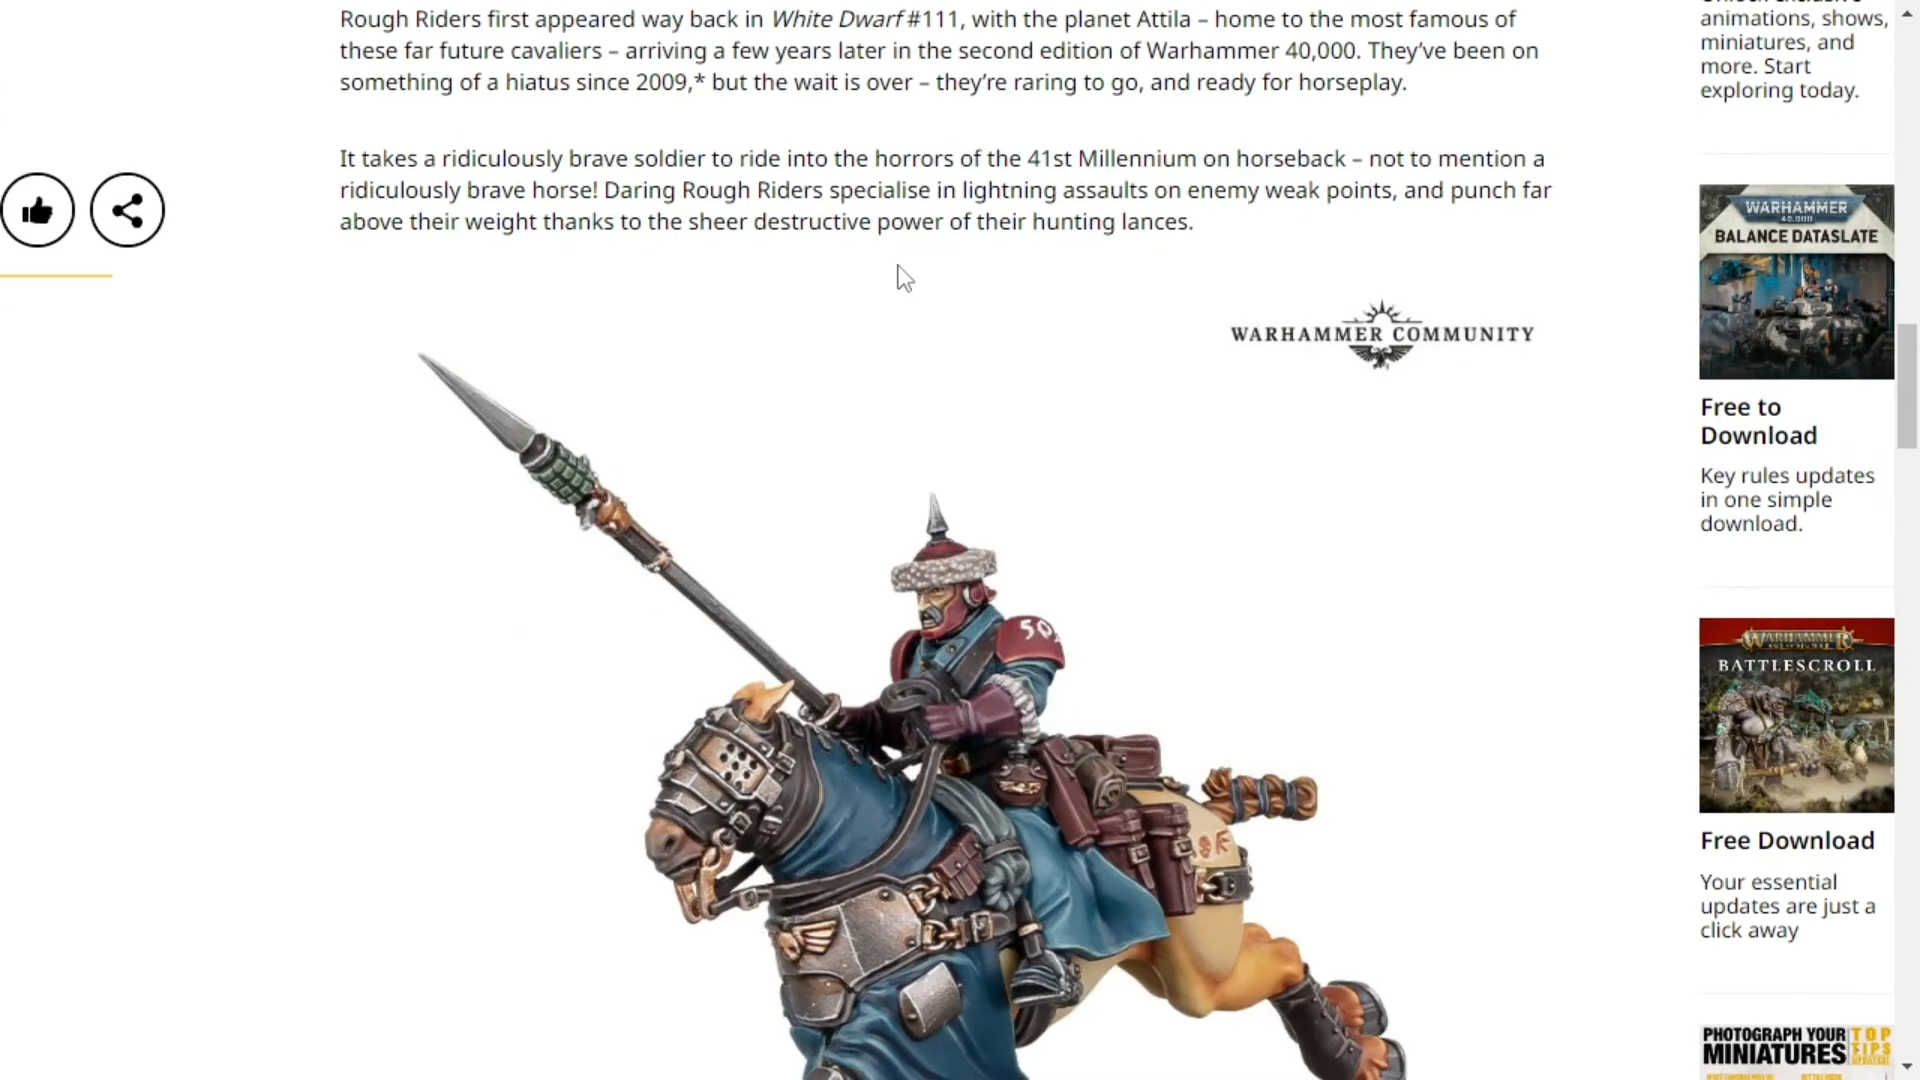 Rough Riders first appeared way back in White Dwarf #111, with the planet Attila – home to the most famous of
these far future cavaliers – arriving a few years later in the second edition of Warhammer 40,000. They’ve been on
something of a hiatus since 2009,* but the wait is over – they’re raring to go, and ready for horseplay.
It takes a ridiculously brave soldier to ride into the horrors of the 41st Millennium on horseback – not to mention a
ridiculously brave horse! Daring Rough Riders specialise in lightning assaults on enemy weak points, and punch far
above their weight thanks to the sheer destructive power of their hunting lances.
WARHAMMER COMMUNITY
50
animations, shows,
miniatures, and
more. Start
exploring today.
WARHAMMER
40,000
BALANCE DATASLATE
Free to
Download
Key rules updates
in one simple
download.
WARHAMMER
BATTLESCROLL
Free Download
Your essential
updates are just a
click away
PHOTOGRAPH YOUR
MINIATURES
TOP
TIPS